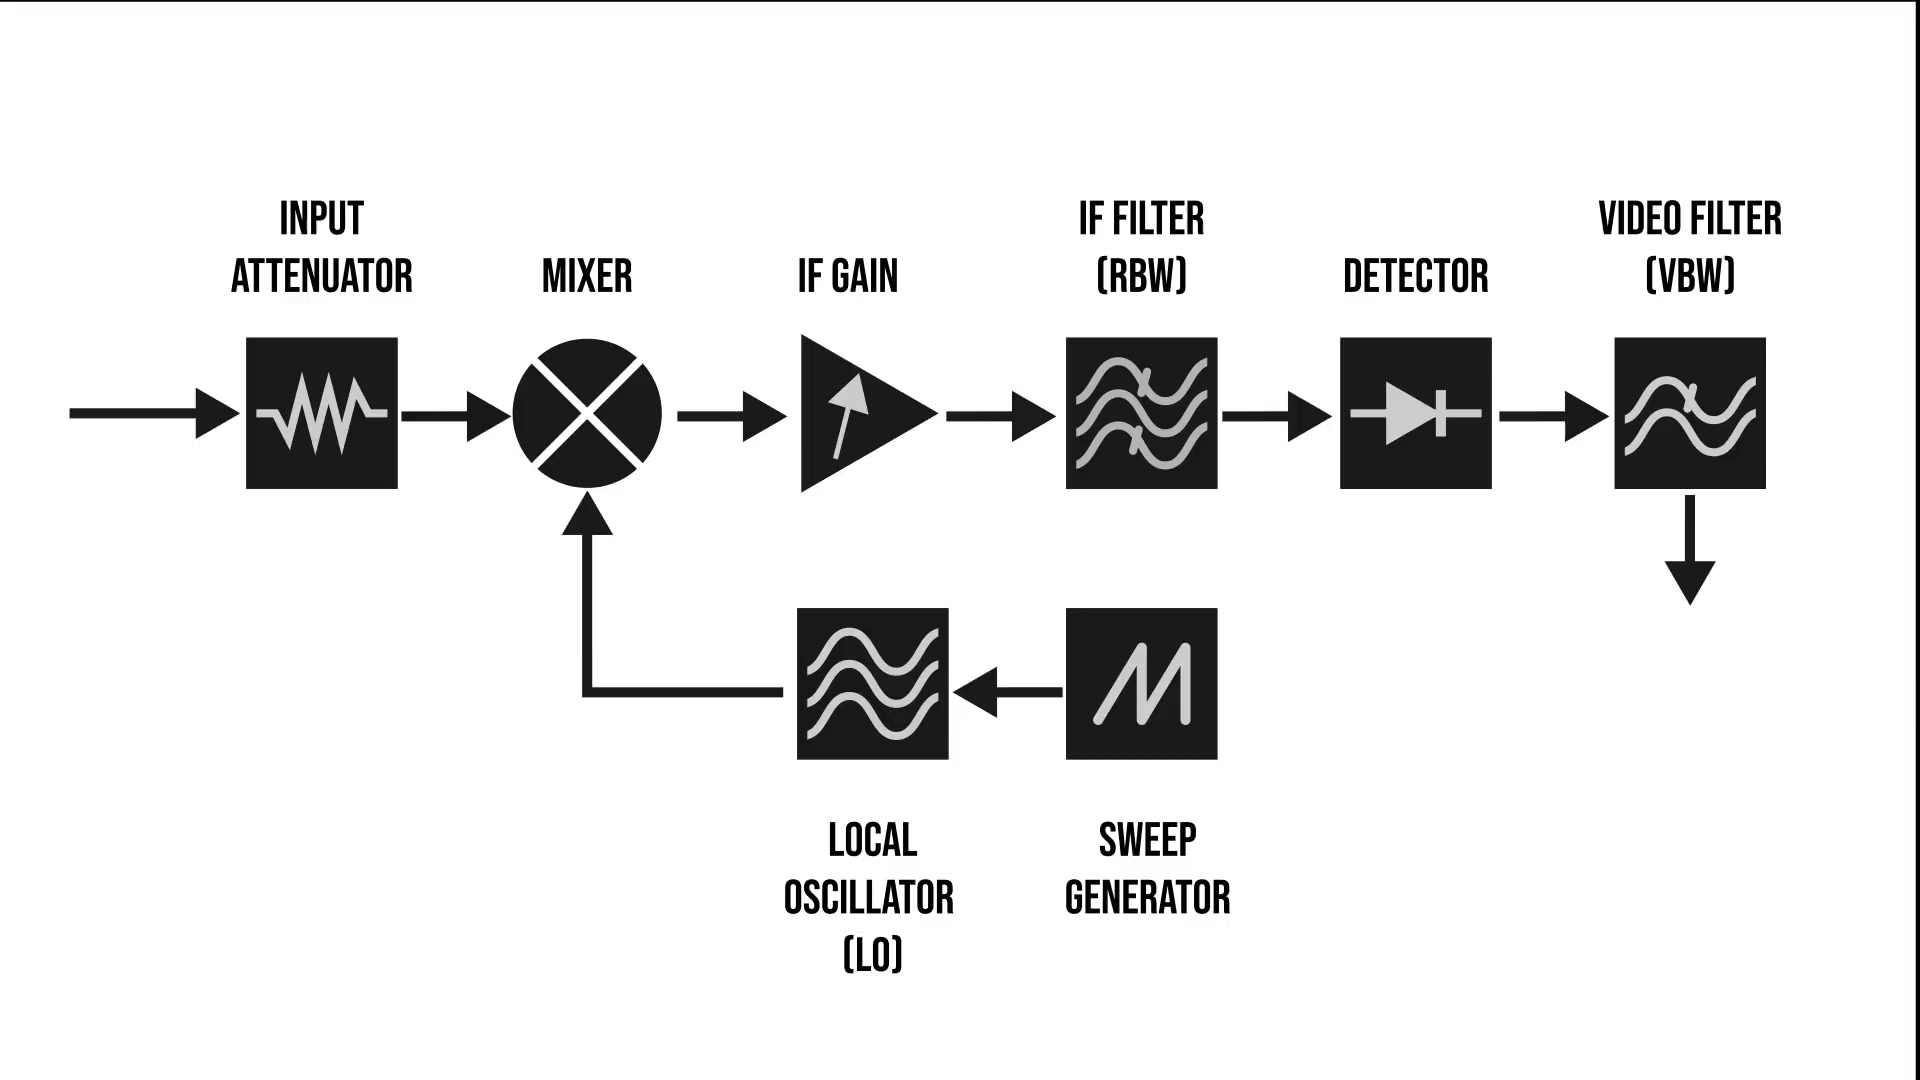 INPUT
ATTENUATOR
MIXER
IF GAIN
IF FILTER
(RBW)
DETECTOR
VIDEO FILTER
(VBW)
LOCAL
OSCILLATOR
(LO)
SWEEP
GENERATOR